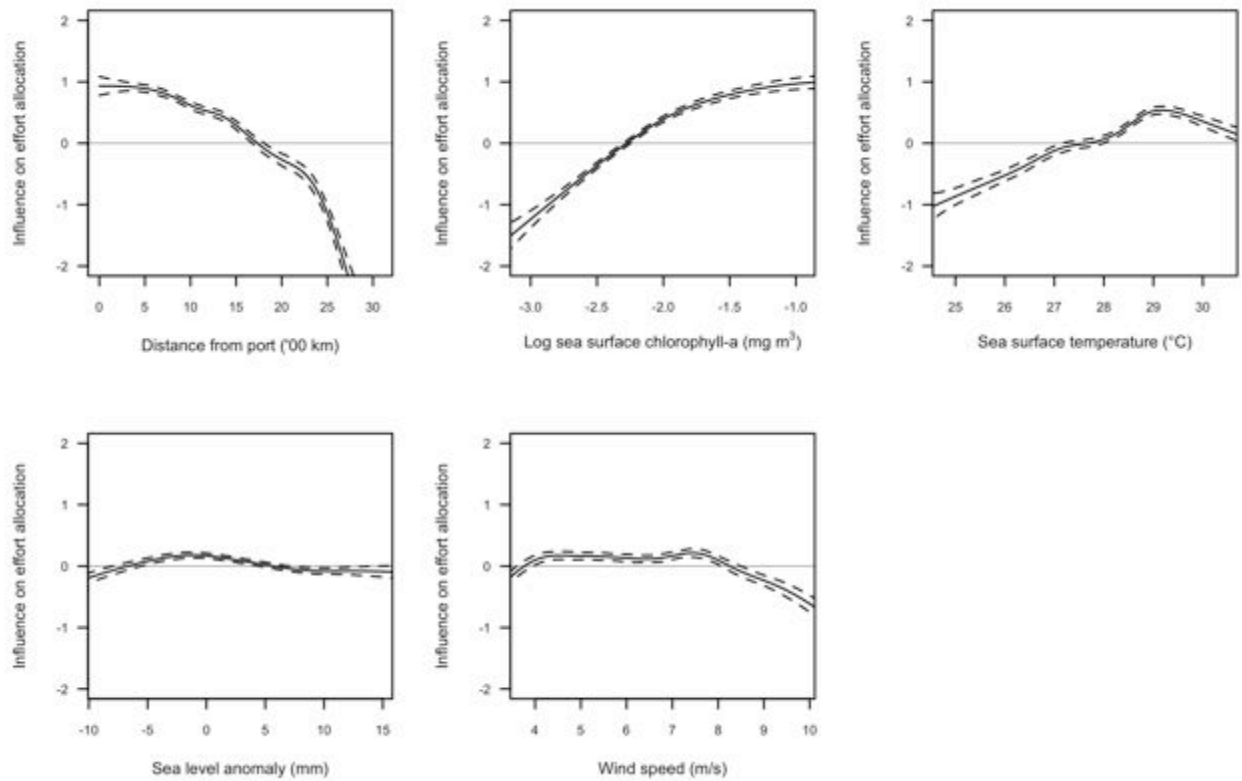 Influence on effort allocation
2
1
0
-1
-2
0 5 10 15 20 25 30
Distance from port ('00 km)
Influence on effort allocation
2
1
0
-1
-2
-3.0 -2.5 -2.0 -1.5 -1.0
Log sea surface chlorophyll-a (mg m³)
Influence on effort allocation
2
1
0
-1
-2
25 26 27 28 29 30
Sea surface temperature (°C)
Influence on effort allocation
2
1
0
-1
-2
-10 -5 0 5 10 15
Sea level anomaly (mm)
Influence on effort allocation
2
1
0
-1
-2
4 5 6 7 8 9 10
Wind speed (m/s)